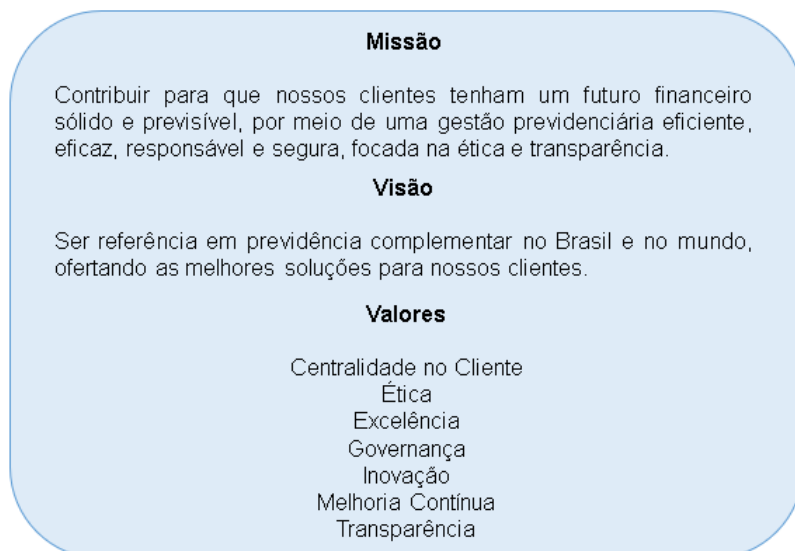 Missão
Contribuir para que nossos clientes tenham um futuro financeiro
sólido e previsível, por meio de uma gestão previdenciária eficiente,
eficaz, responsável e segura, focada na ética e transparência.
Visão
Ser referência em previdência complementar no Brasil e no mundo,
ofertando as melhores soluções para nossos clientes.
Valores
Centralidade no Cliente
Ética
Excelência
Governança
Inovação
Melhoria Contínua
Transparência